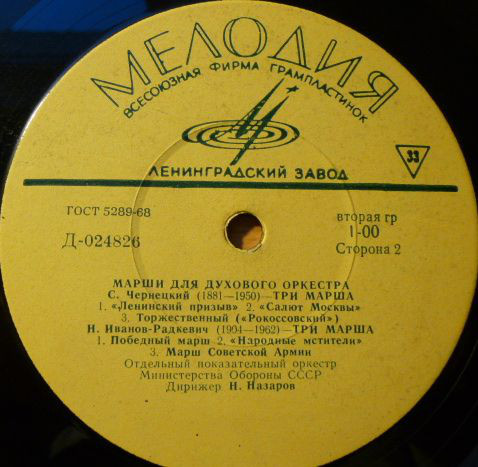 МЕЛОДИЯ
ВСЕСОЮЗНАЯ ФИРМА ГРАМПЛАСТИНОК
33
ЛЕНИНГРАДСКИЙ ЗАВОД
ГОСТ 5289-68
вторая гр
Д-024826
1-00
Сторона 2
МАРШИ ДЛЯ ДУХОВОГО ОРКЕСТРА
С. Чернецкий (1881—1950)—ТРИ МАРША
1. «Ленинский призыв» 2. «Салют Москвы»
3. Торжественный («Рокоссовский»)
Н. Иванов-Радкевич (1904—1962)—ТРИ МАРША
1. Победный марш 2. «Народные мстители»
3. Марш Советской Армии
Отдельный показательный оркестр
Министерства Обороны СССР
Дирижер Н. Назаров